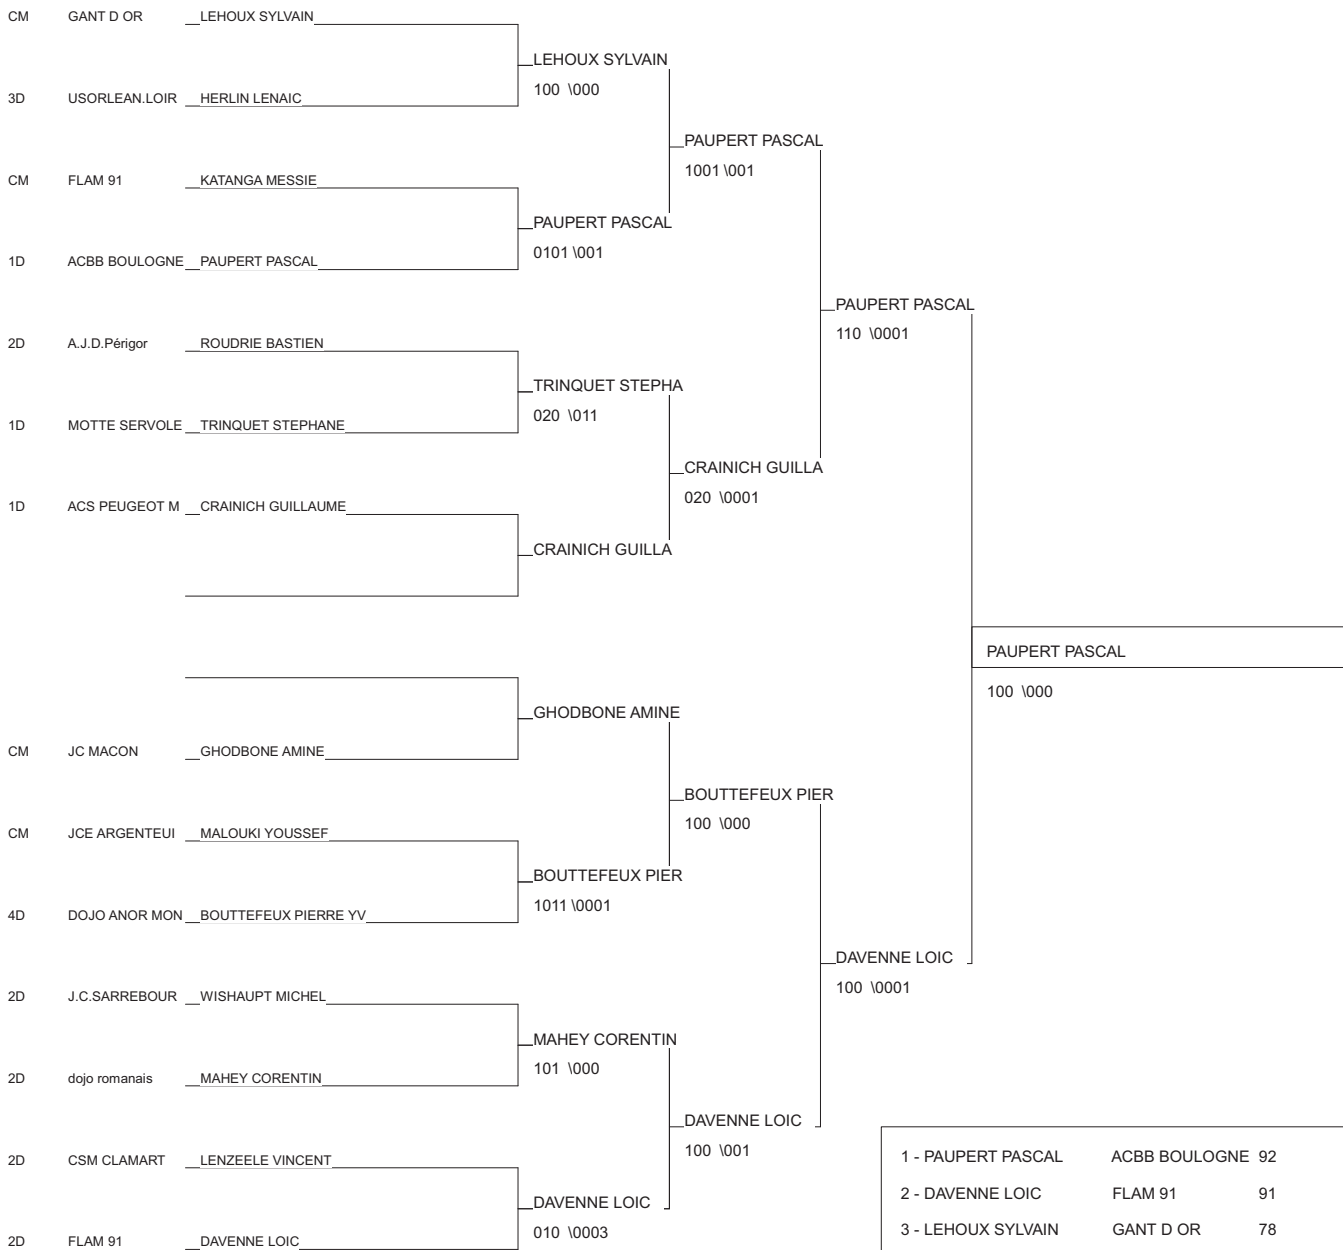 CM GANT D OR LEHOUX SYLVAIN
LEHOUX SYLVAIN
100 \000
3D USORLEAN.LOIR HERLIN LENAIC
PAUPERT PASCAL
1001 \001
CM FLAM 91 KATANGA MESSIE
PAUPERT PASCAL
0101 \001
1D ACBB BOULOGNE PAUPERT PASCAL
PAUPERT PASCAL
110 \0001
2D A.J.D.Périgor ROUDRIE BASTIEN
TRINQUET STEPHA
020 \011
1D MOTTE SERVOLE TRINQUET STEPHANE
CRAINICH GUILLA
020 \0001
1D ACS PEUGEOT M CRAINICH GUILLAUME
CRAINICH GUILLA
PAUPERT PASCAL
100 \000
GHODBONE AMINE
CM JC MACON GHODBONE AMINE
BOUTTEFEUX PIER
100 \000
CM JCE ARGENTEUI MALOUKI YOUSSEF
BOUTTEFEUX PIER
1011 \0001
4D DOJO ANOR MON BOUTTEFEUX PIERRE YV
DAVENNE LOIC
100 \0001
2D J.C.SARREBOUR WISHAUPT MICHEL
MAHEY CORENTIN
101 \000
2D dojo romanais MAHEY CORENTIN
DAVENNE LOIC
100 \001
2D CSM CLAMART LENZEELE VINCENT
DAVENNE LOIC
010 \0003
2D FLAM 91 DAVENNE LOIC
1 - PAUPERT PASCAL ACBB BOULOGNE 92
2 - DAVENNE LOIC FLAM 91 91
3 - LEHOUX SYLVAIN GANT D OR 78